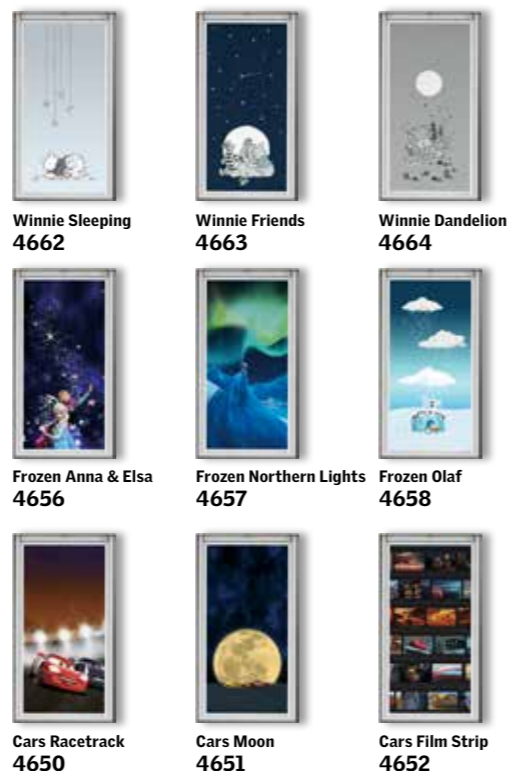 Winnie Sleeping
4662
Winnie Friends
4663
Winnie Dandelion
4664
Frozen Anna & Elsa
4656
Frozen Northern Lights
4657
Frozen Olaf
4658
Cars Racetrack
4650
Cars Moon
4651
Cars Film Strip
4652